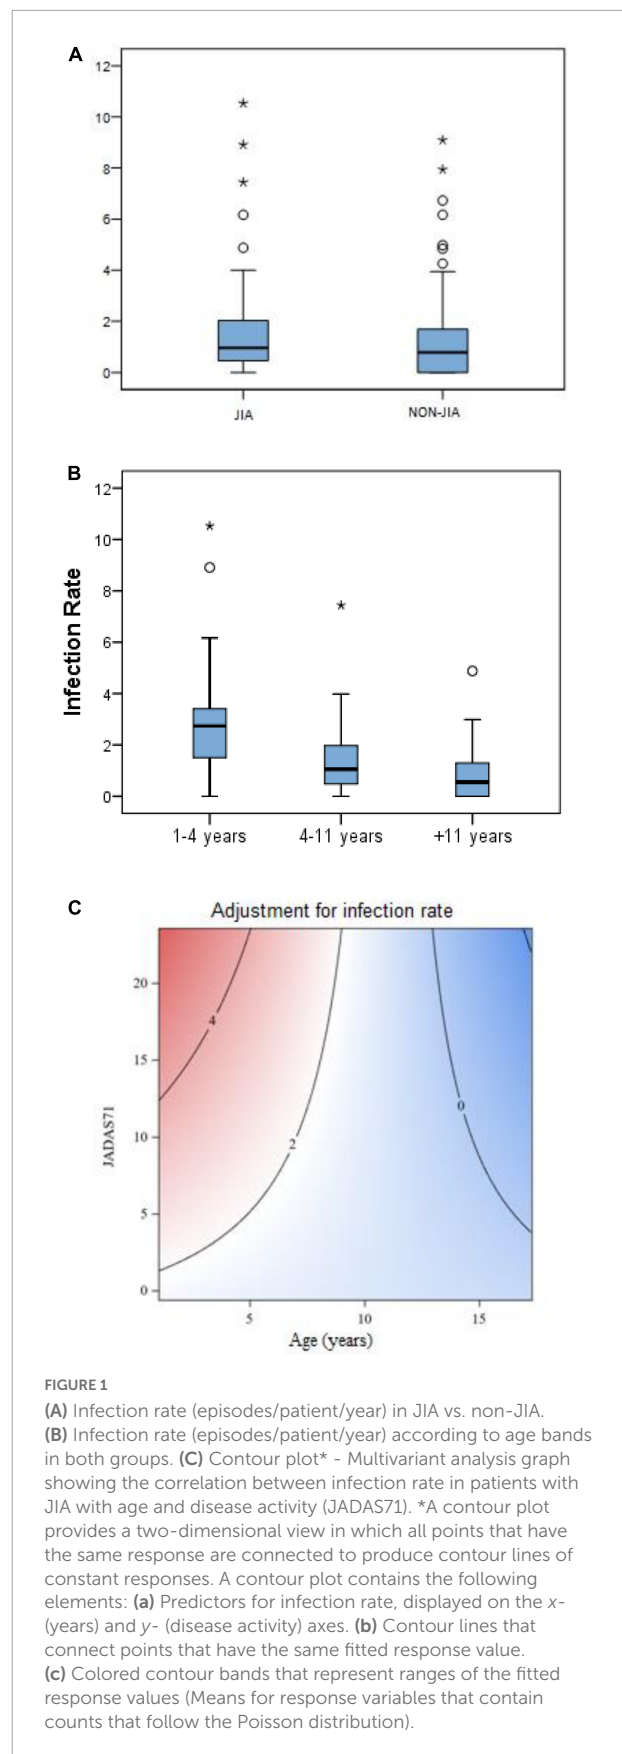 A
12
10
8
6
4
2
0
JIA
NON-JIA
B
Infection Rate
12
10
8
6
4
2
0
1-4 years
4-11 years
+11 years
C
Adjustment for infection rate
JADAS71
20
15
10
5
0
4
2
0
5
10
15
Age (years)
FIGURE 1
(A) Infection rate (episodes/patient/year) in JIA vs. non-JIA.
(B) Infection rate (episodes/patient/year) according to age bands
in both groups. (C) Contour plot* - Multivariant analysis graph
showing the correlation between infection rate in patients with
JIA with age and disease activity (JADAS71). *A contour plot
provides a two-dimensional view in which all points that have
the same response are connected to produce contour lines of
constant responses. A contour plot contains the following
elements: (a) Predictors for infection rate, displayed on the x-
(years) and y- (disease activity) axes. (b) Contour lines that
connect points that have the same fitted response value.
(c) Colored contour bands that represent ranges of the fitted
response values (Means for response variables that contain
counts that follow the Poisson distribution).